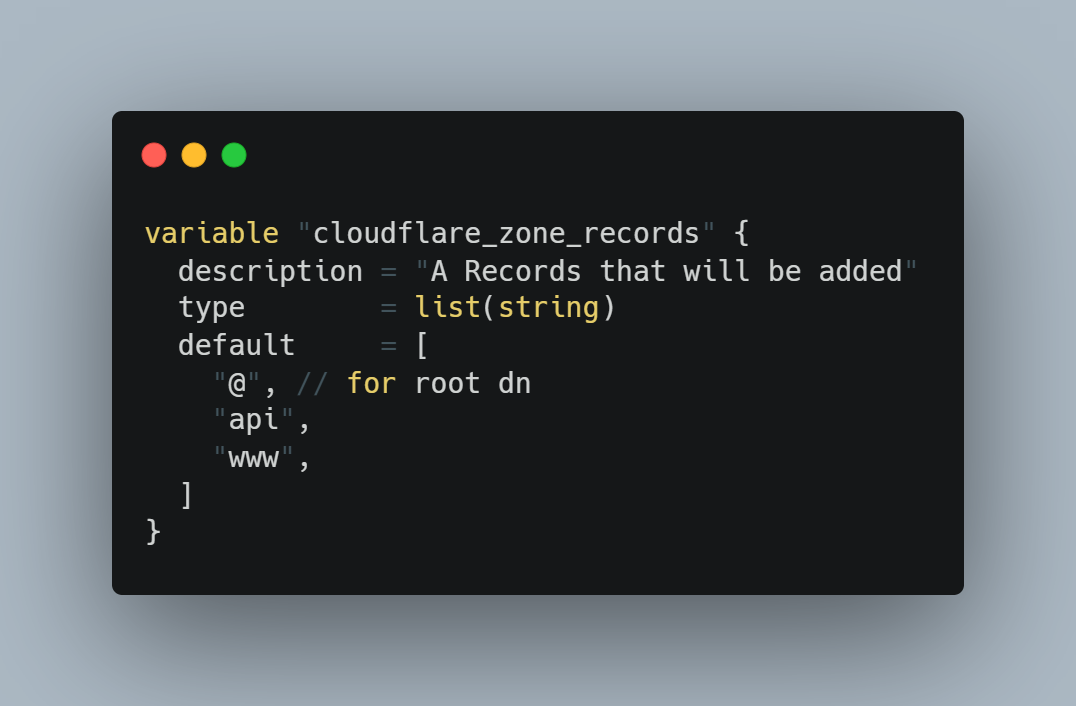 variable "cloudflare_zone_records" {
  description = "A Records that will be added"
  type        = list(string)
  default     = [
    "@", // for root dn
    "api",
    "www",
  ]
}